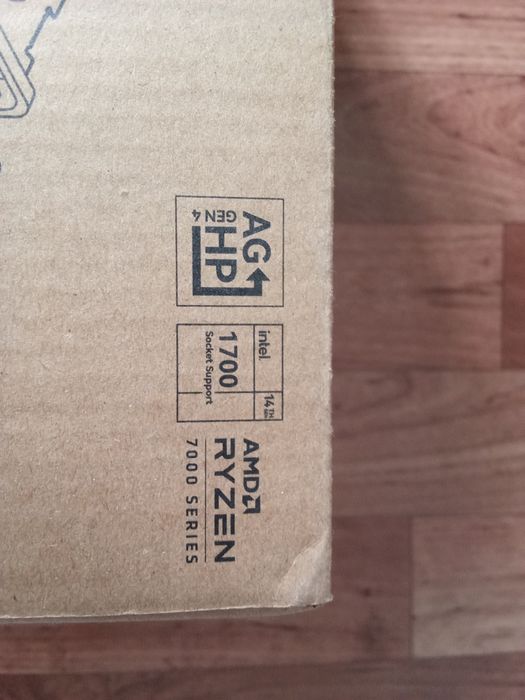 AG
HP
GEN 4
intel.
14TH
1700
Socket Support
AMD
RYZEN
7000 SERIES